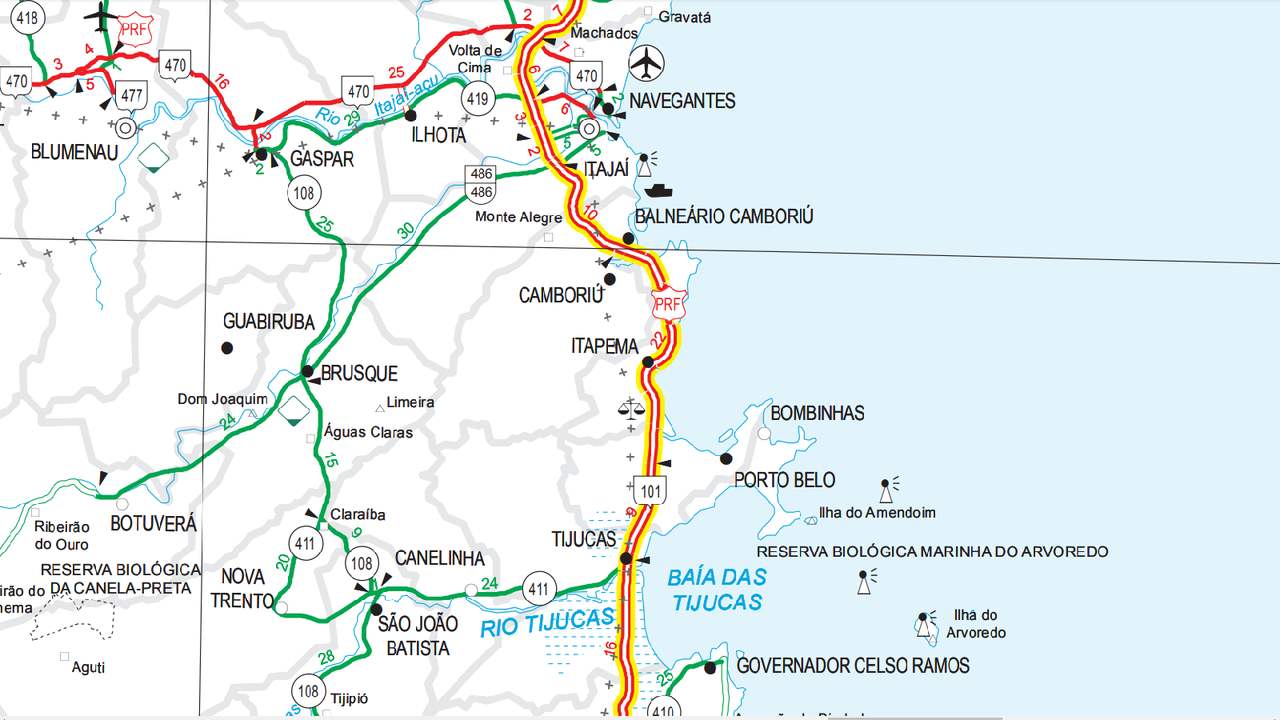 418
PRF
4
3
5
470
477
470
16
BLUMENAU
2
Gravatá
7
Machados
Volta de
Cima
7
470
NAVEGANTES
2
25
470
Itajaí-açu
Rio
29
419
6
3
6
ILHOTA
2
GASPAR
2
108
5
5
2
ITAJAÍ
486
486
10
BALNEÁRIO CAMBORIÚ
Monte Alegre
25
30
CAMBORIÚ
PRF
GUABIRUBA
22
ITAPEMA
BRUSQUE
Dom Joaquim
Limeira
24
Águas Claras
BOMBINHAS
15
PORTO BELO
101
Ilha do Amendoim
BOTUVERÁ
Ribeirão
do Ouro
Claraíba
9
9
411
TIJUCAS
RESERVA BIOLÓGICA MARINHA DO ARVOREDO
RESERVA BIOLÓGICA
DA CANELA-PRETA
irão do
nema
NOVA
TRENTO
20
108
CANELINHA
1
24
411
BAÍA DAS
TIJUCAS
Ilha do
Arvoredo
SÃO JOÃO
BATISTA
RIO TIJUCAS
16
Aguti
28
108
Tijipió
GOVERNADOR CELSO RAMOS
25
410